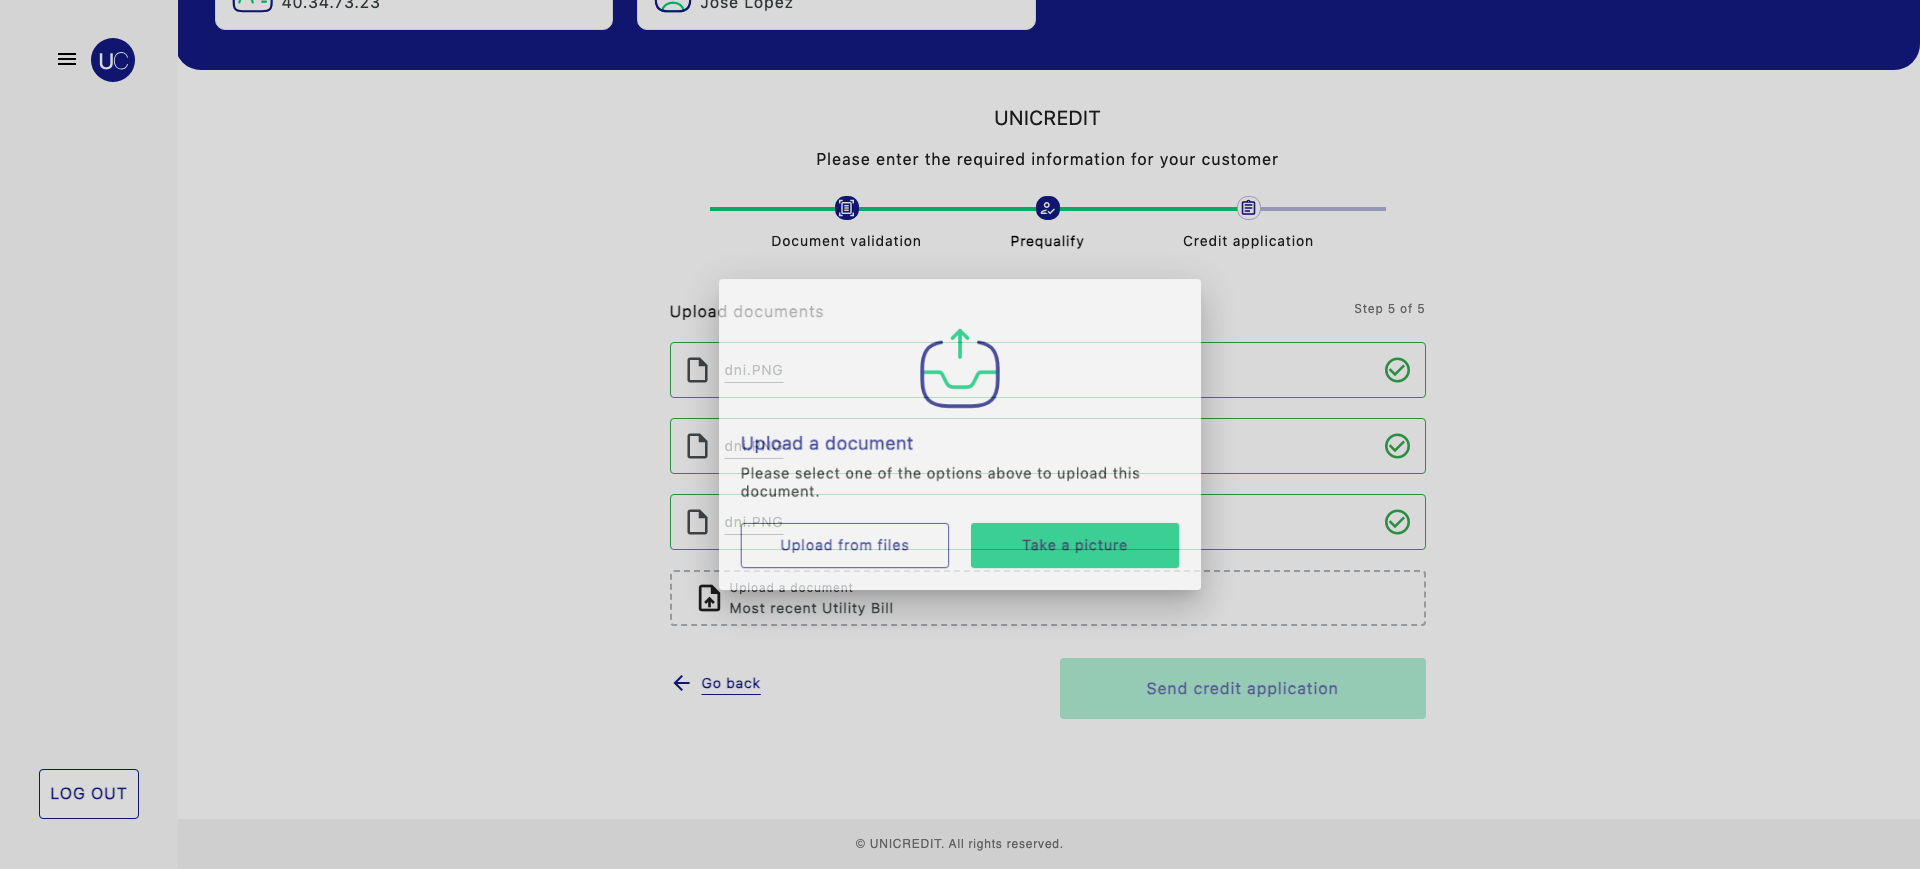 40.34.73.23
Jose Lopez
UC
UNICREDIT
Please enter the required information for your customer
Document validation
Prequalify
Credit application
Upload documents
Step 5 of 5
dni.PNG
dni.PNG
Upload a document
Please select one of the options above to upload this
document.
dni.PNG
Upload from files
Take a picture
Upload a document
Most recent Utility Bill
Go back
Send credit application
LOG OUT
© UNICREDIT. All rights reserved.